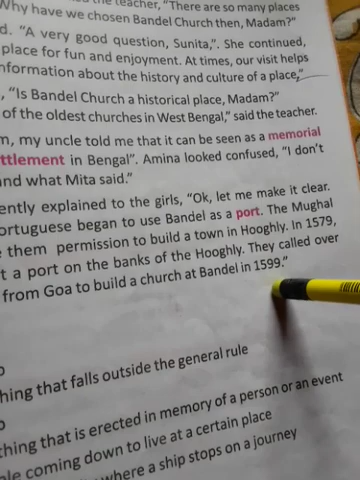 the teacher, "There are so many places
Why have we chosen Bandel Church then, Madam?"
d. "A very good question, Sunita,". She continued,
place for fun and enjoyment. At times, our visit helps
nformation about the history and culture of a place,"
, "Is Bandel Church a historical place, Madam?"
of the oldest churches in West Bengal," said the teacher.
m, my uncle told me that it can be seen as a memorial
ttlement in Bengal". Amina looked confused, "I don't
nd what Mita said."
ently explained to the girls, "Ok, let me make it clear.
ortuguese began to use Bandel as a port. The Mughal
e them permission to build a town in Hooghly. In 1579,
t a port on the banks of the Hooghly. They called over
from Goa to build a church at Bandel in 1599."
hing that falls outside the general rule
thing that is erected in memory of a person or an event
ple coming down to live at a certain place
where a ship stops on a journey